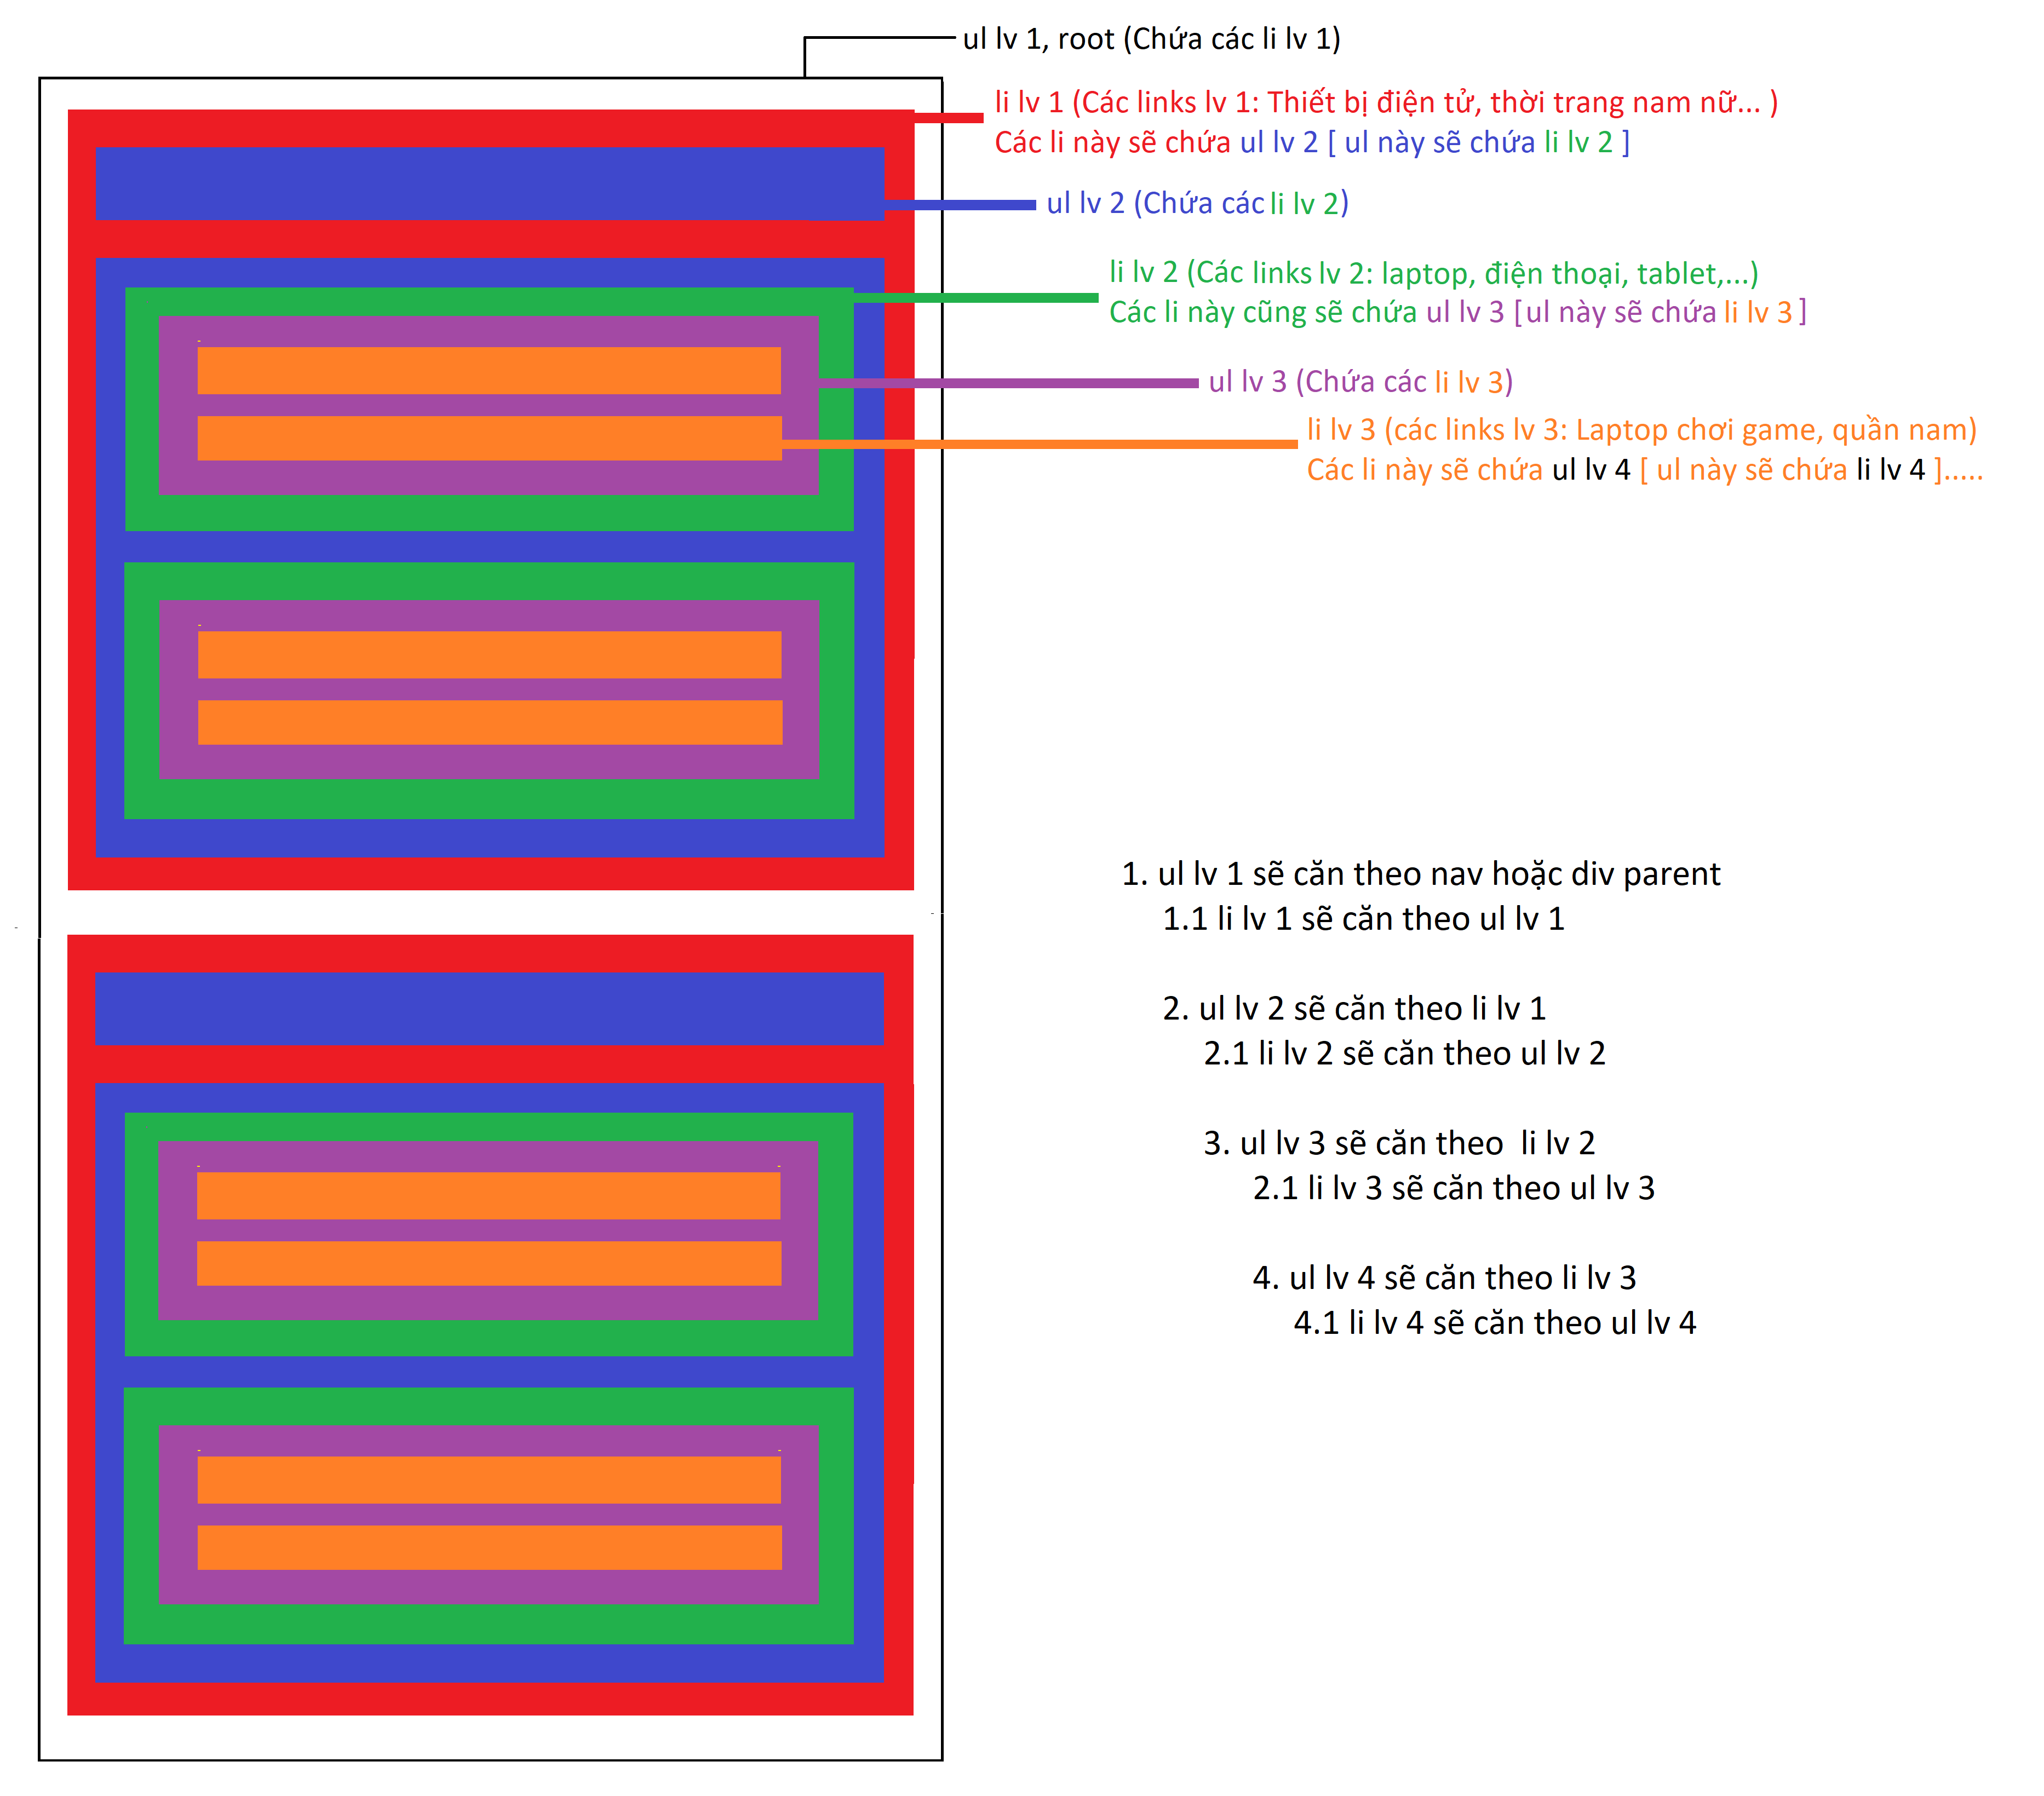 ul lv 1, root (Chứa các li lv 1)
li lv 1 (Các links lv 1: Thiết bị điện tử, thời trang nam nữ... )
Các li này sẽ chứa ul lv 2 [ ul này sẽ chứa li lv 2 ]
ul lv 2 (Chứa các li lv 2)
li lv 2 (Các links lv 2: laptop, điện thoại, tablet,...)
Các li này cũng sẽ chứa ul lv 3 [ul này sẽ chứa li lv 3 ]
ul lv 3 (Chứa các li lv 3)
li lv 3 (các links lv 3: Laptop chơi game, quần nam)
Các li này sẽ chứa ul lv 4 [ ul này sẽ chứa li lv 4 ].....
1. ul lv 1 sẽ căn theo nav hoặc div parent
1.1 li lv 1 sẽ căn theo ul lv 1
2. ul lv 2 sẽ căn theo li lv 1
2.1 li lv 2 sẽ căn theo ul lv 2
3. ul lv 3 sẽ căn theo  li lv 2
2.1 li lv 3 sẽ căn theo ul lv 3
4. ul lv 4 sẽ căn theo li lv 3
4.1 li lv 4 sẽ căn theo ul lv 4